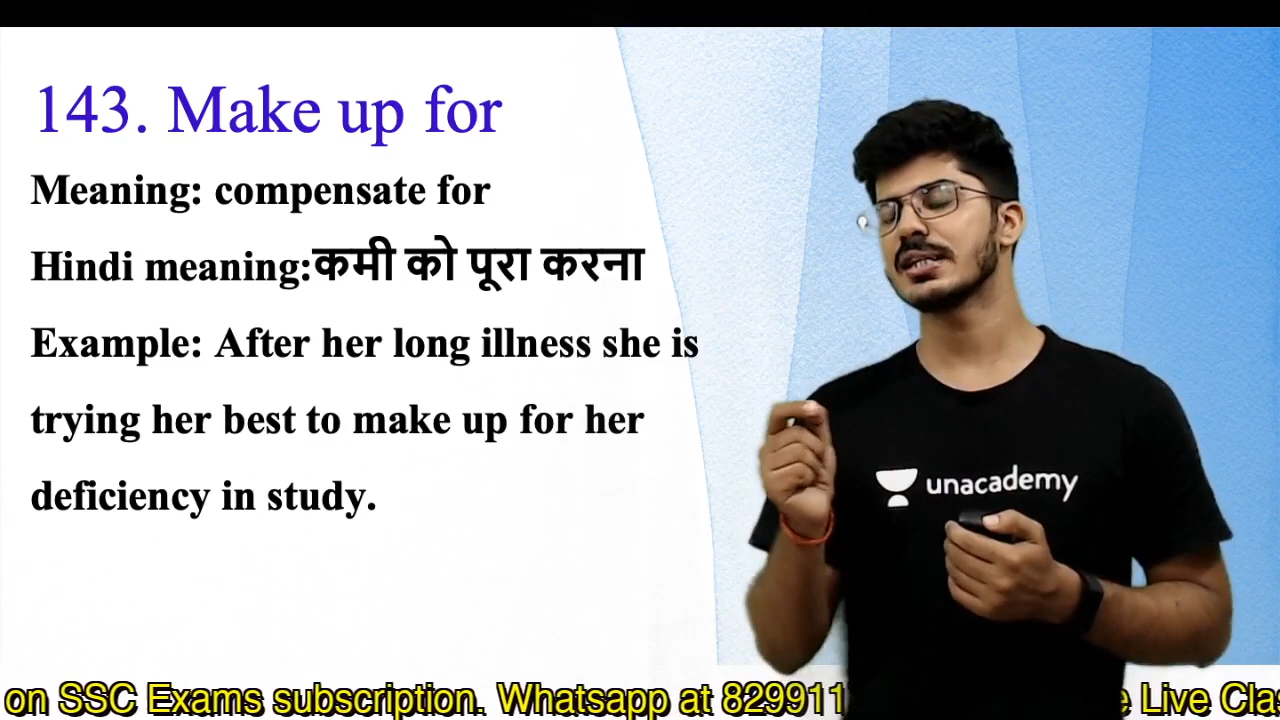 143. Make up for
Meaning: compensate for
Hindi meaning:कमी को पूरा करना
Example: After her long illness she is
trying her best to make up for her
deficiency in study.
unacademy
on SSC Exams subscription. Whatsapp at 829911 Live